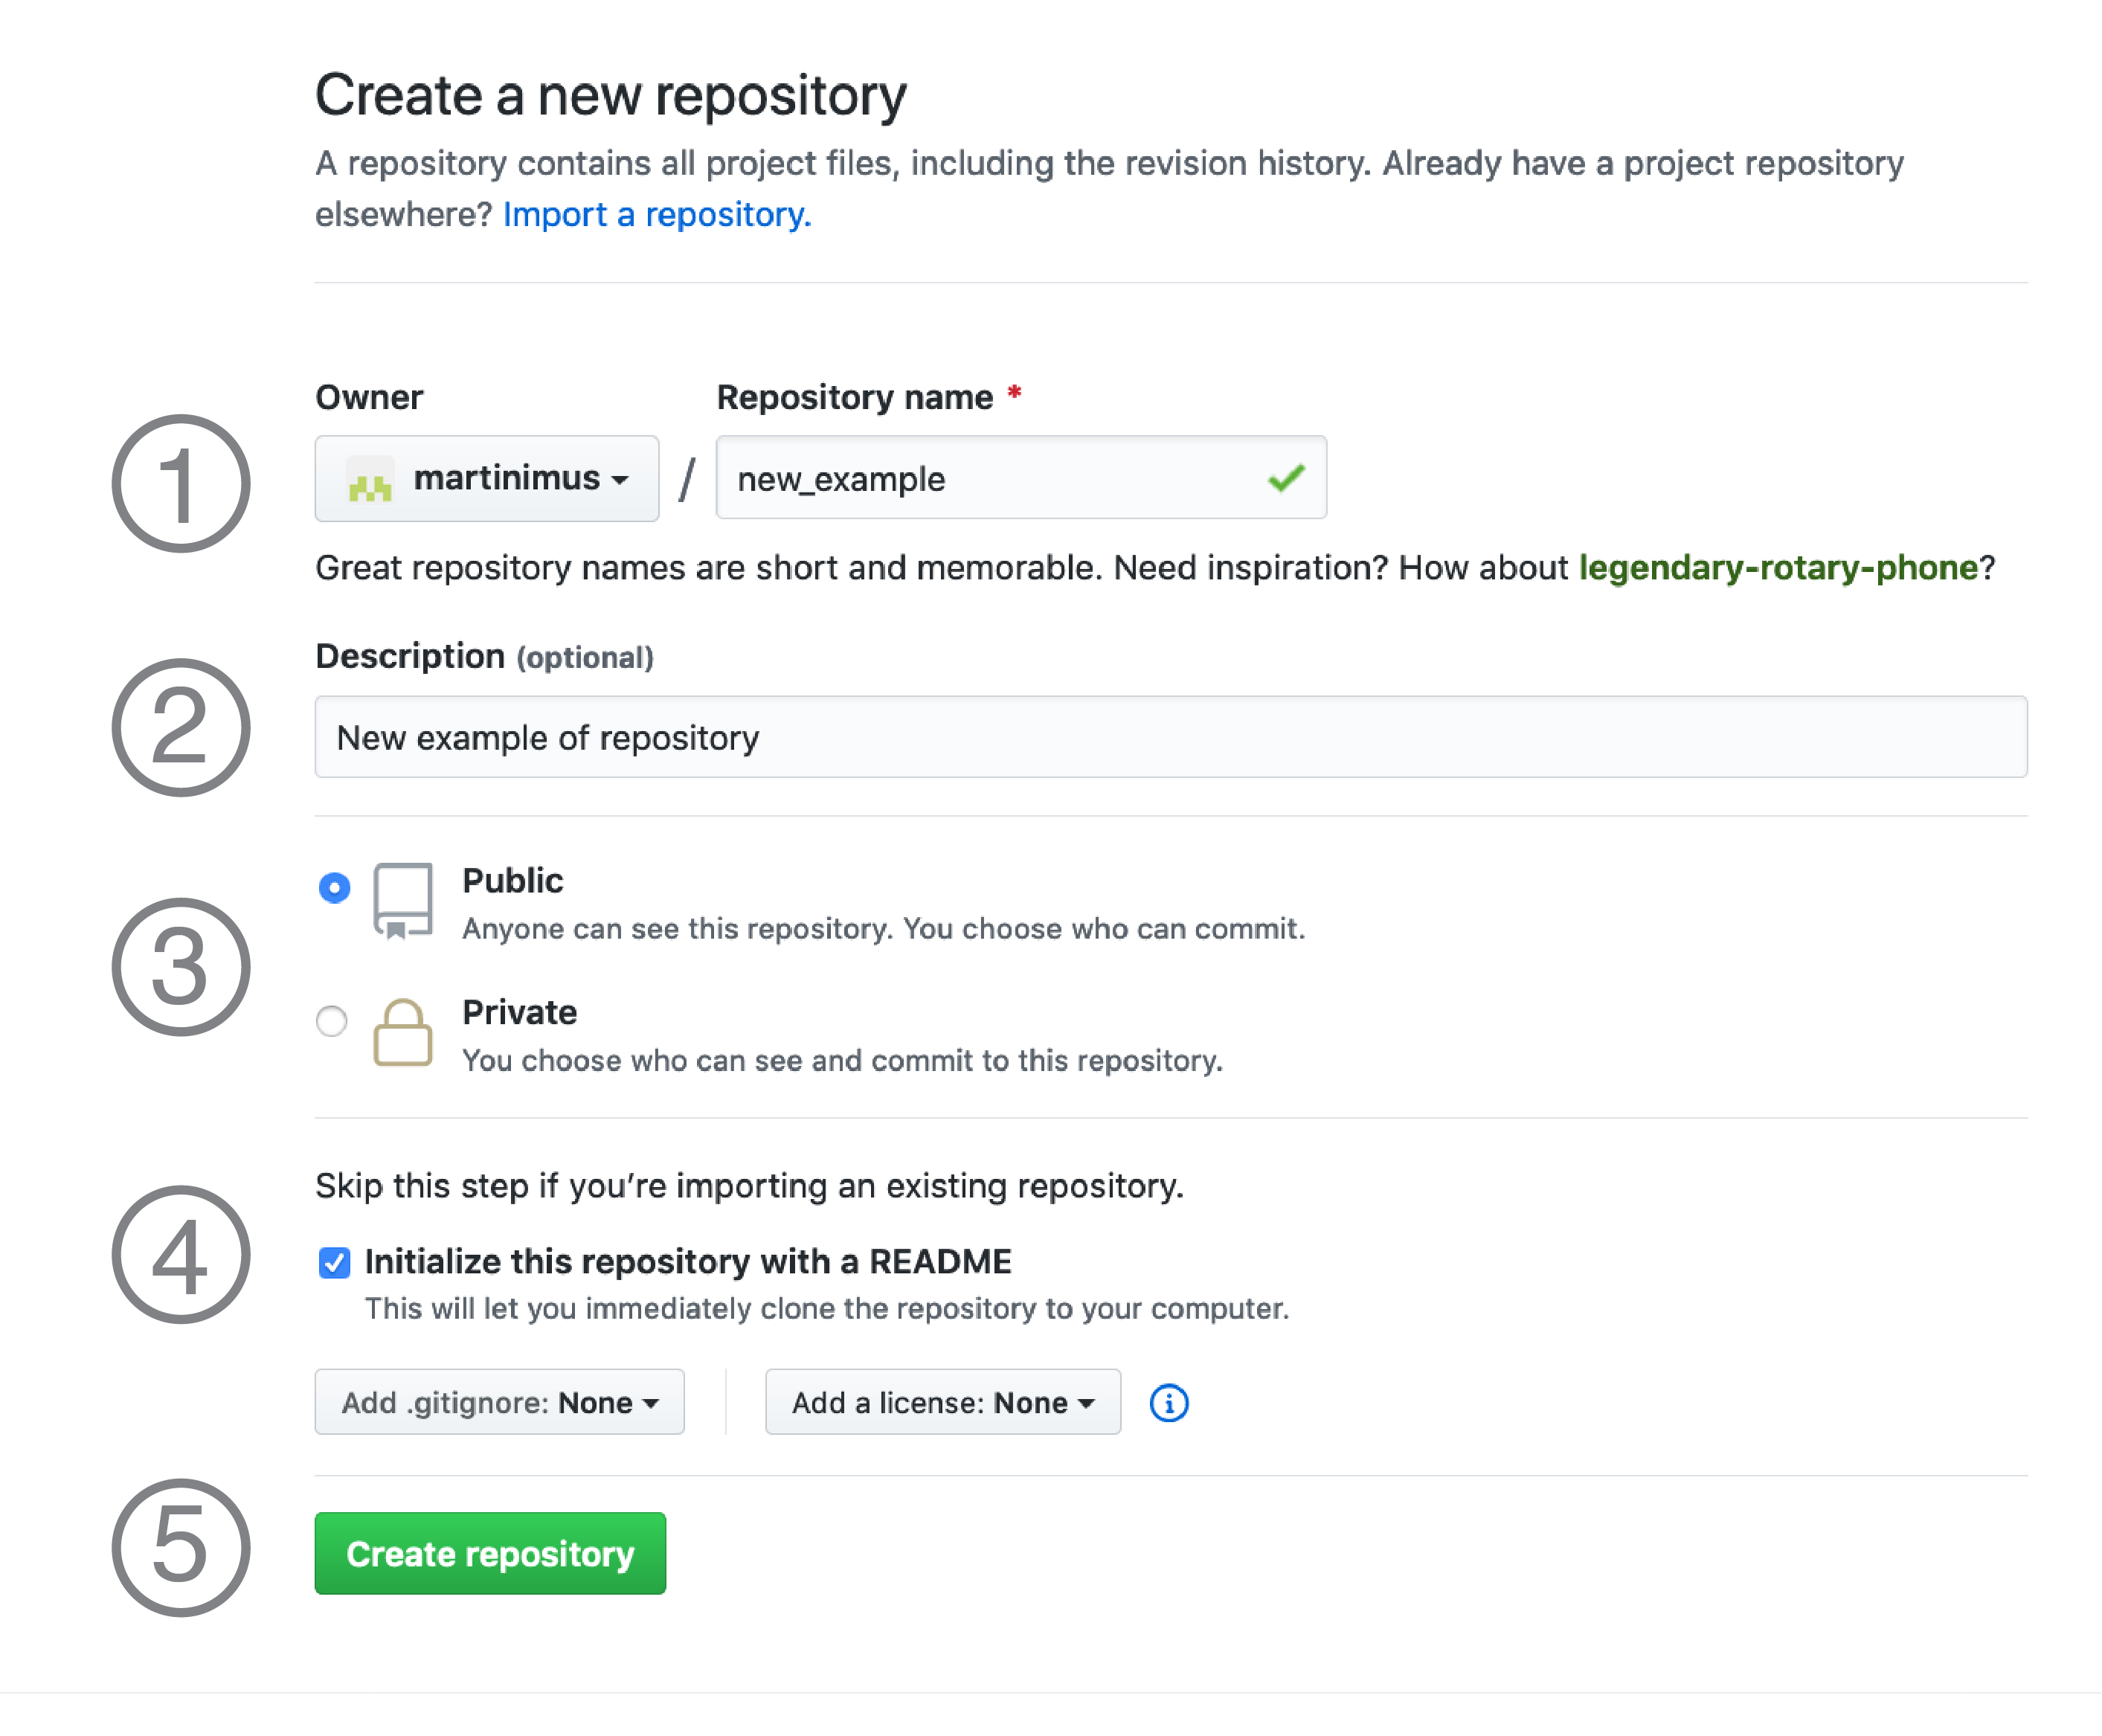 Create a new repository
A repository contains all project files, including the revision history. Already have a project repository
elsewhere? Import a repository.
Owner Repository name *
1 martinimus / new_example
Great repository names are short and memorable. Need inspiration? How about legendary-rotary-phone?
Description (optional)
2 New example of repository
Public
Anyone can see this repository. You choose who can commit.
3
Private
You choose who can see and commit to this repository.
Skip this step if you’re importing an existing repository.
4 Initialize this repository with a README
This will let you immediately clone the repository to your computer.
Add .gitignore: None Add a license: None i
5 Create repository